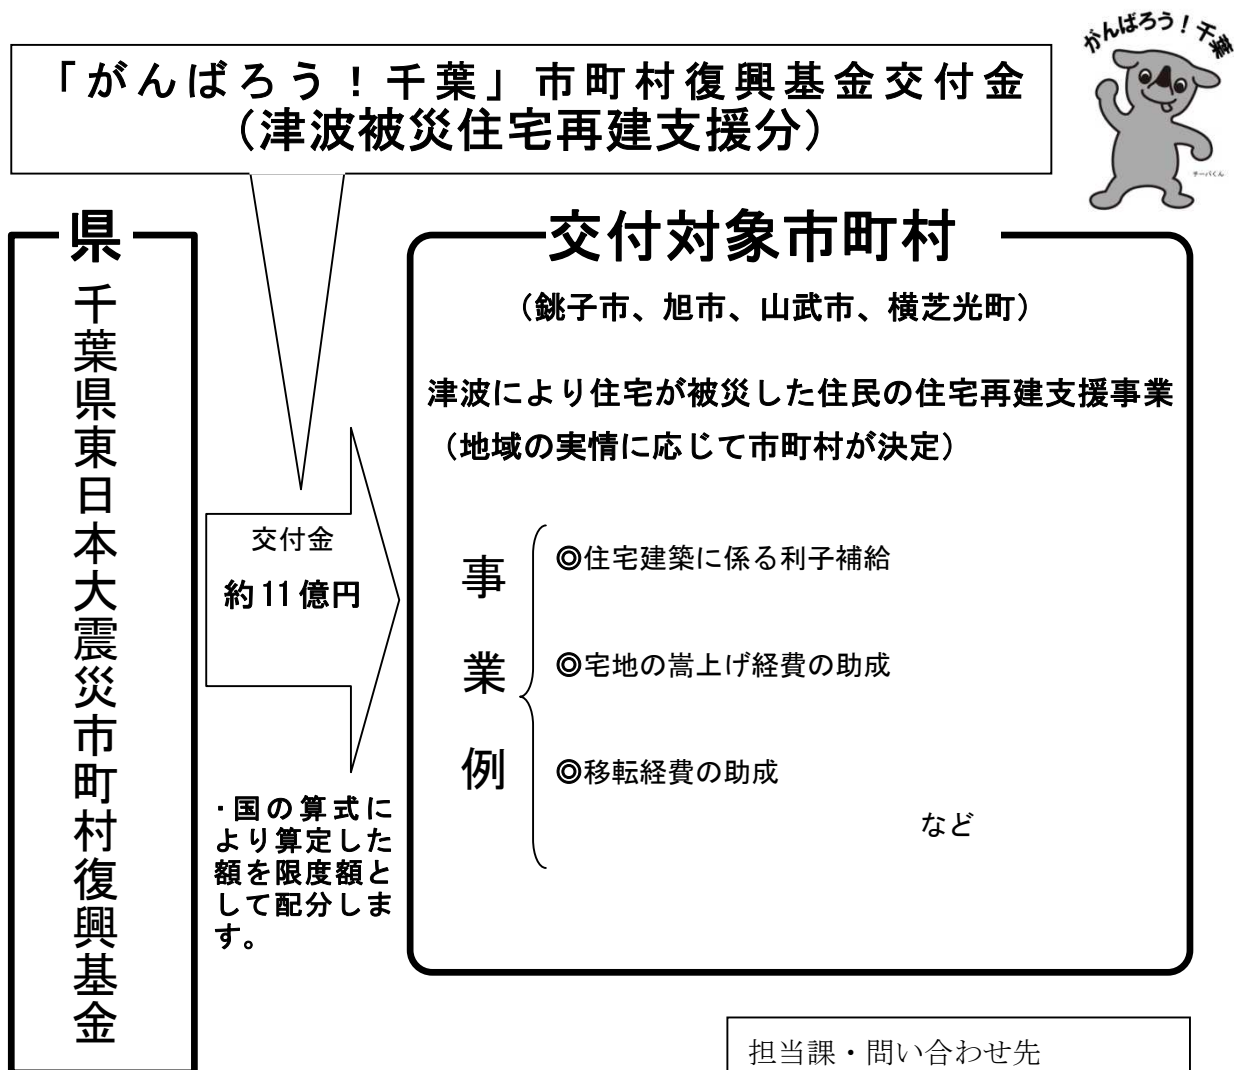 がんばろう！千葉
「がんばろう！千葉」市町村復興基金交付金
（津波被災住宅再建支援分）
チーバくん
県
千葉県東日本大震災市町村復興基金
交付金
約11億円
・国の算式に
より算定した
額を限度額と
して配分しま
す。
交付対象市町村
（銚子市、旭市、山武市、横芝光町）
津波により住宅が被災した住民の住宅再建支援事業
（地域の実情に応じて市町村が決定）
事業例
◎住宅建築に係る利子補給
◎宅地の嵩上げ経費の助成
◎移転経費の助成
など
担当課・問い合わせ先